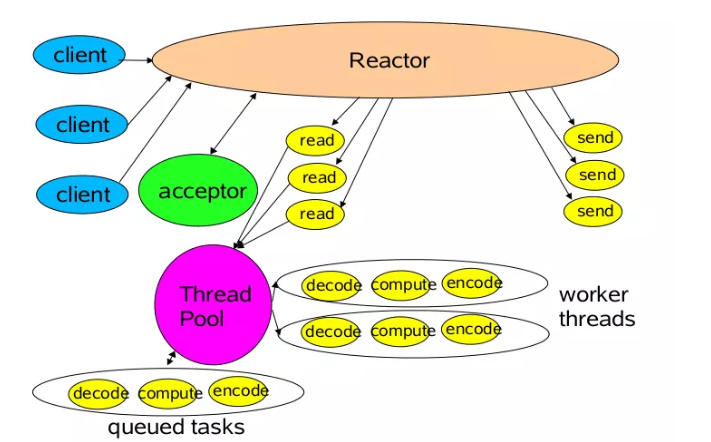 client
Reactor
client
read
send
client
acceptor
read
send
read
send
Thread
Pool
decode compute encode
worker
threads
decode compute encode
decode compute encode
queued tasks